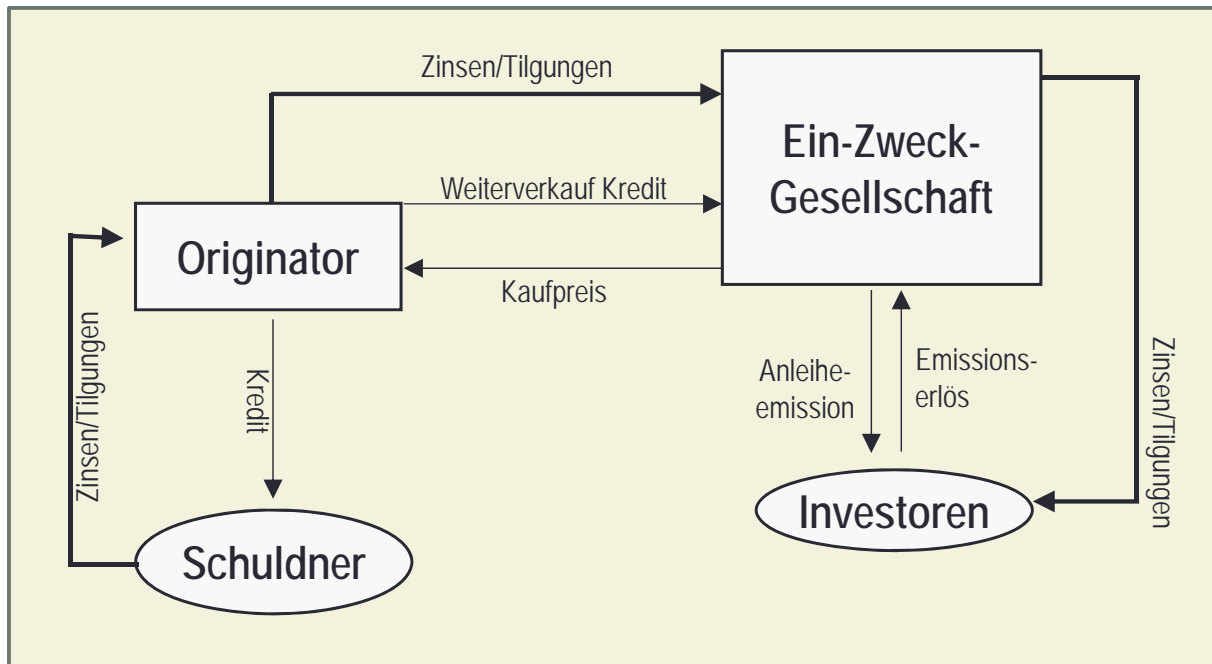 Zinsen/Tilgungen
Ein-Zweck-
Gesellschaft
Weiterverkauf Kredit
Originator
Kaufpreis
Zinsen/Tilgungen
Kredit
Anleihe-
emission
Emissions-
erlös
Zinsen/Tilgungen
Investoren
Schuldner